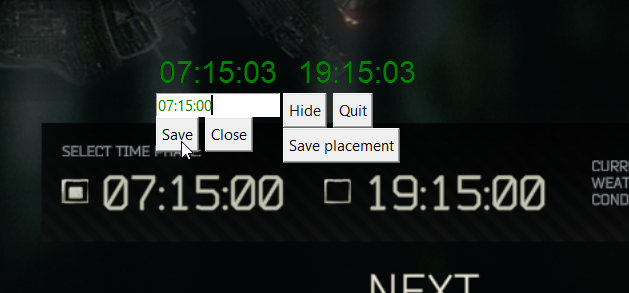 07:15:03 19:15:03
07:15:00 Hide Quit
Save Close Save placement
SELECT TIME PHASE:
07:15:00 19:15:00
CURR
WEAT
COND
NEXT